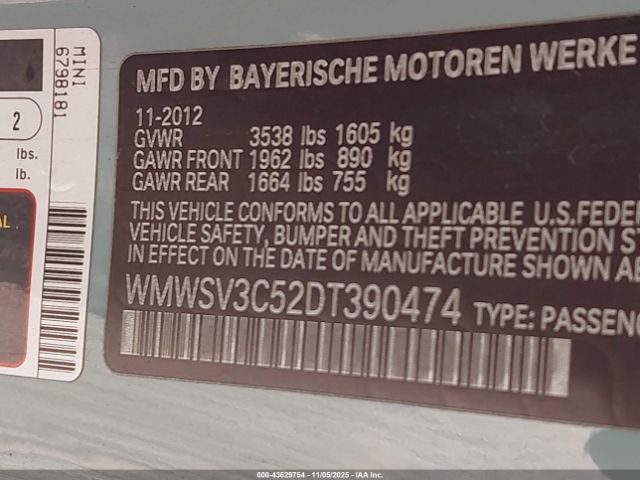 MINI
6798181
2
lbs.
lb.
MFD BY BAYERISCHE MOTOREN WERKE
11-2012
GVWR 3538 lbs 1605 kg
GAWR FRONT 1962 lbs 890 kg
GAWR REAR 1664 lbs 755 kg
THIS VEHICLE CONFORMS TO ALL APPLICABLE U.S.FEDE
VEHICLE SAFETY, BUMPER AND THEFT PREVENTION ST
IN EFFECT ON THE DATE OF MANUFACTURE SHOWN A
WMWSV3C52DT390474 TYPE: PASSEN
000-43629754 - 11/05/2025 - IAAI, Inc.